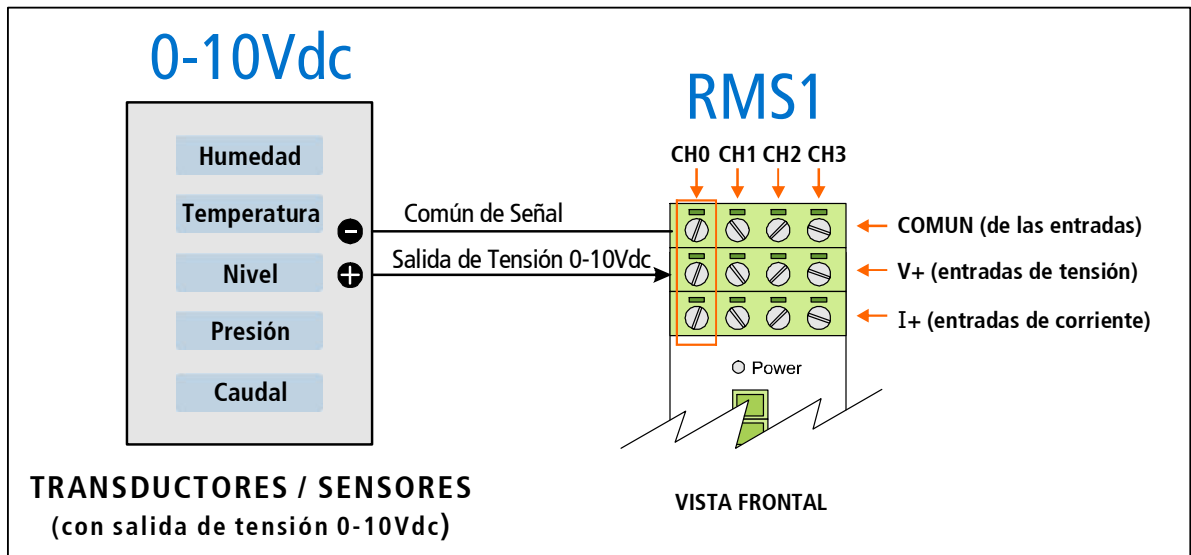 0-10Vdc
RMS1
CH0 CH1 CH2 CH3
Humedad
Temperatura
Nivel
Presión
Caudal
Común de Señal
Salida de Tensión 0-10Vdc
COMUN (de las entradas)
V+ (entradas de tensión)
I+ (entradas de corriente)
Power
TRANSDUCTORES / SENSORES
(con salida de tensión 0-10Vdc)
VISTA FRONTAL